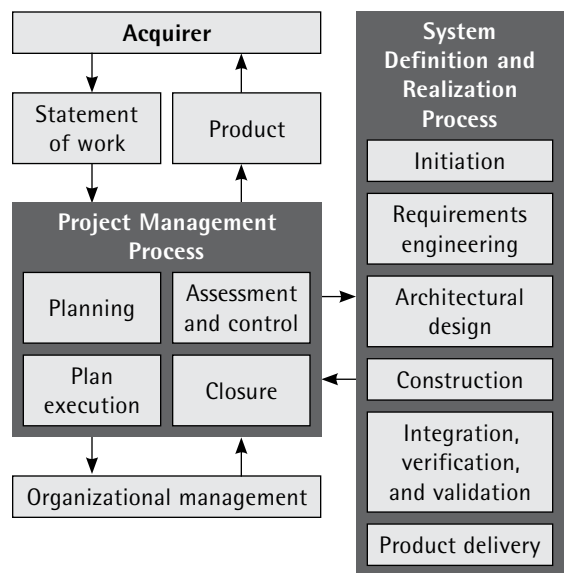 Acquirer
Statement
of work
Product
Project Management
Process
Planning
Assessment
and control
Plan
execution
Closure
Organizational management
System
Definition and
Realization
Process
Initiation
Requirements
engineering
Architectural
design
Construction
Integration,
verification,
and validation
Product delivery